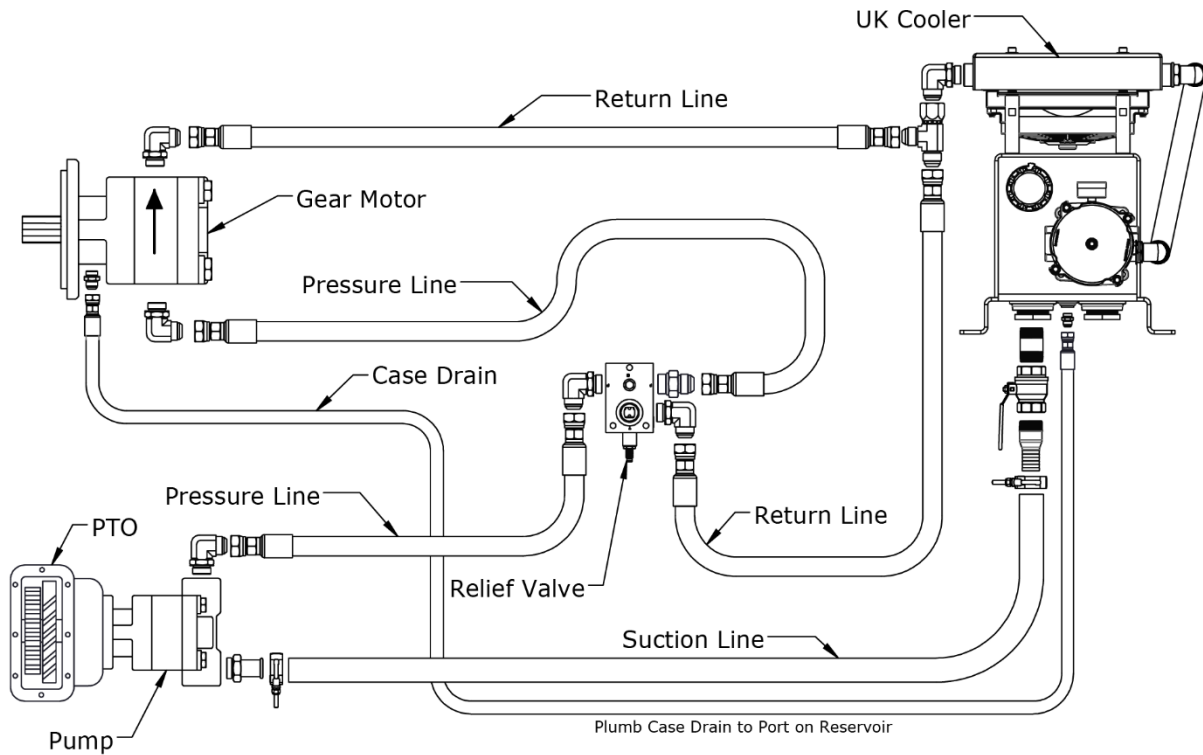 UK Cooler
Return Line
Gear Motor
Pressure Line
Case Drain
Pressure Line
PTO
Return Line
Relief Valve
Suction Line
Plumb Case Drain to Port on Reservoir
Pump